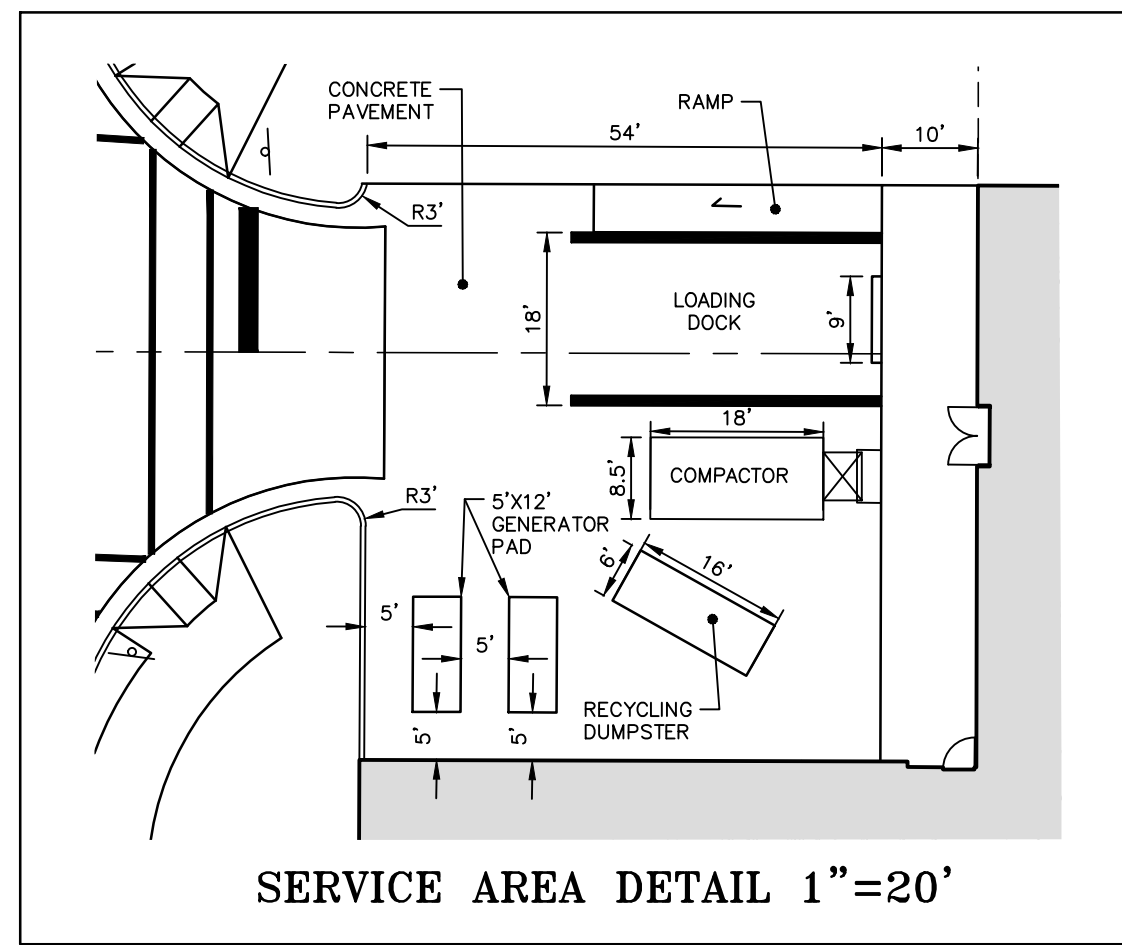 CONCRETE
PAVEMENT
RAMP
54'
10'
R3'
18'
LOADING
DOCK
9'
18'
8.5'
COMPACTOR
R3'
5'X12'
GENERATOR
PAD
6'
16'
5'
5'
5'
5'
RECYCLING
DUMPSTER
SERVICE AREA DETAIL 1"=20'